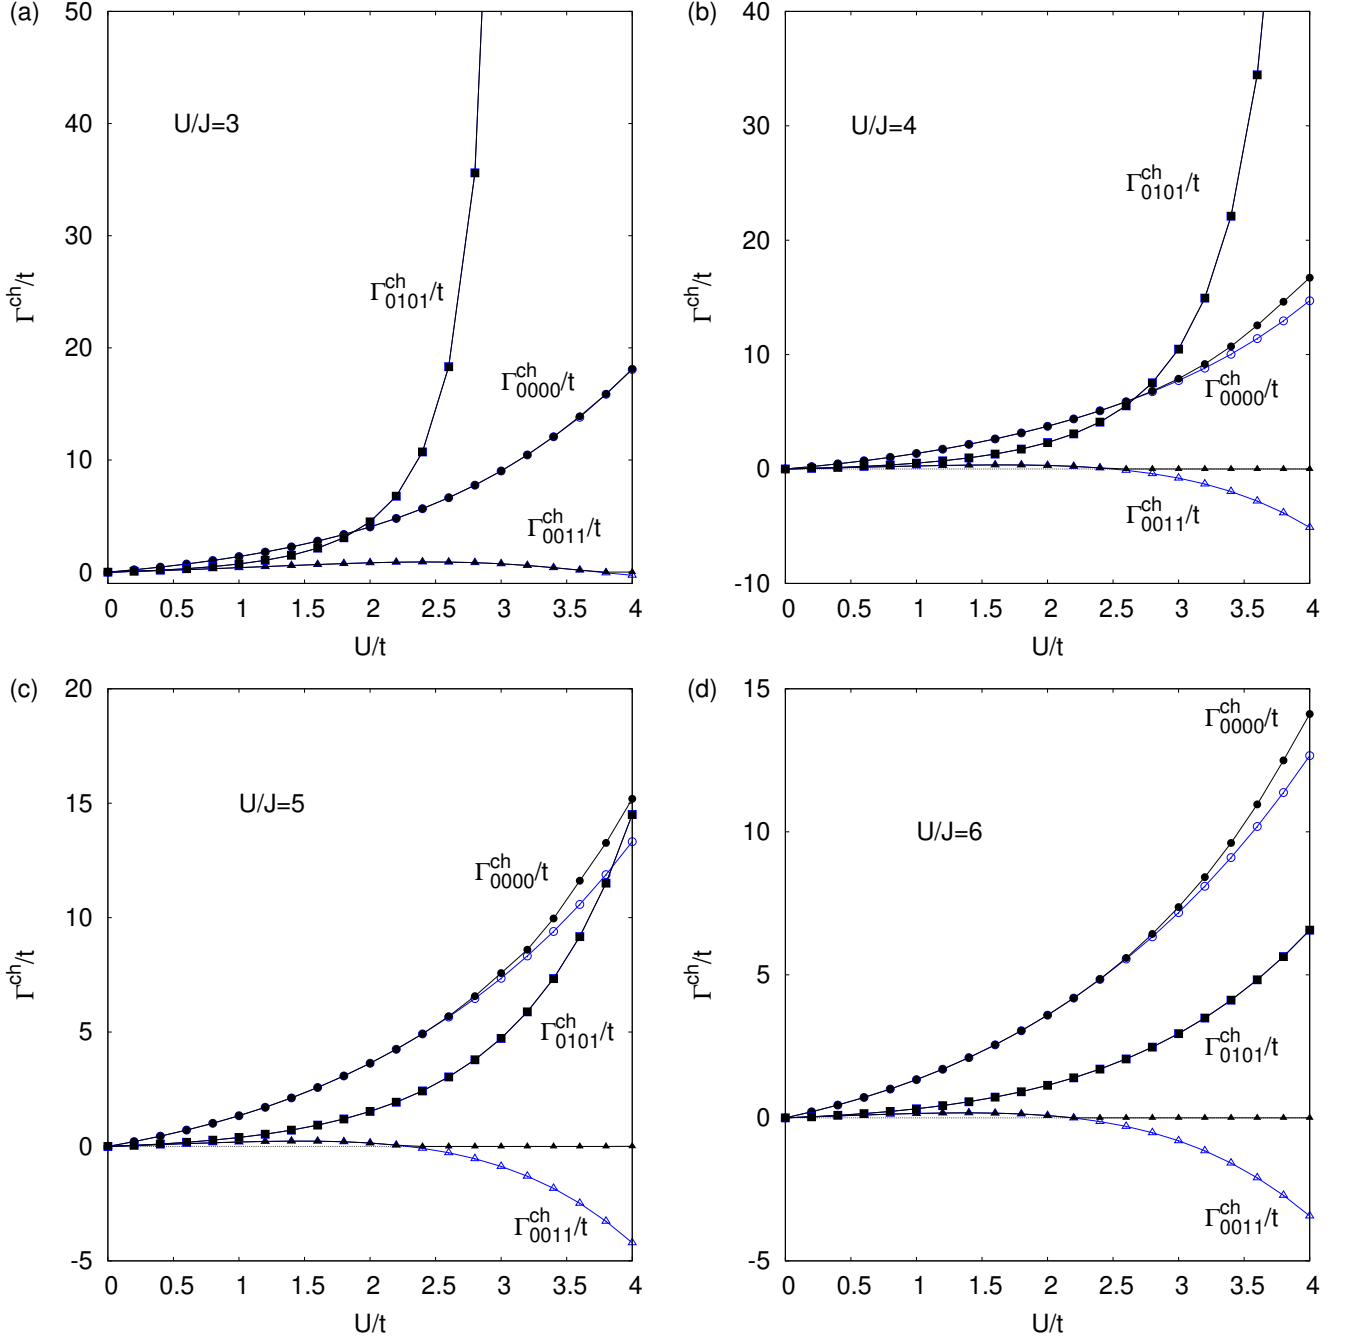 (a)
50
40
30
20
10
0
U/J=3
Γ^ch_0101/t
Γ^ch_0000/t
Γ^ch_0011/t
Γ^ch/t
0 0.5 1 1.5 2 2.5 3 3.5 4
U/t
(b)
40
30
20
10
0
-10
U/J=4
Γ^ch_0101/t
Γ^ch_0000/t
Γ^ch_0011/t
Γ^ch/t
0 0.5 1 1.5 2 2.5 3 3.5 4
U/t
(c)
20
15
10
5
0
-5
U/J=5
Γ^ch_0000/t
Γ^ch_0101/t
Γ^ch_0011/t
Γ^ch/t
0 0.5 1 1.5 2 2.5 3 3.5 4
U/t
(d)
15
10
5
0
-5
Γ^ch_0000/t
U/J=6
Γ^ch_0101/t
Γ^ch_0011/t
Γ^ch/t
0 0.5 1 1.5 2 2.5 3 3.5 4
U/t